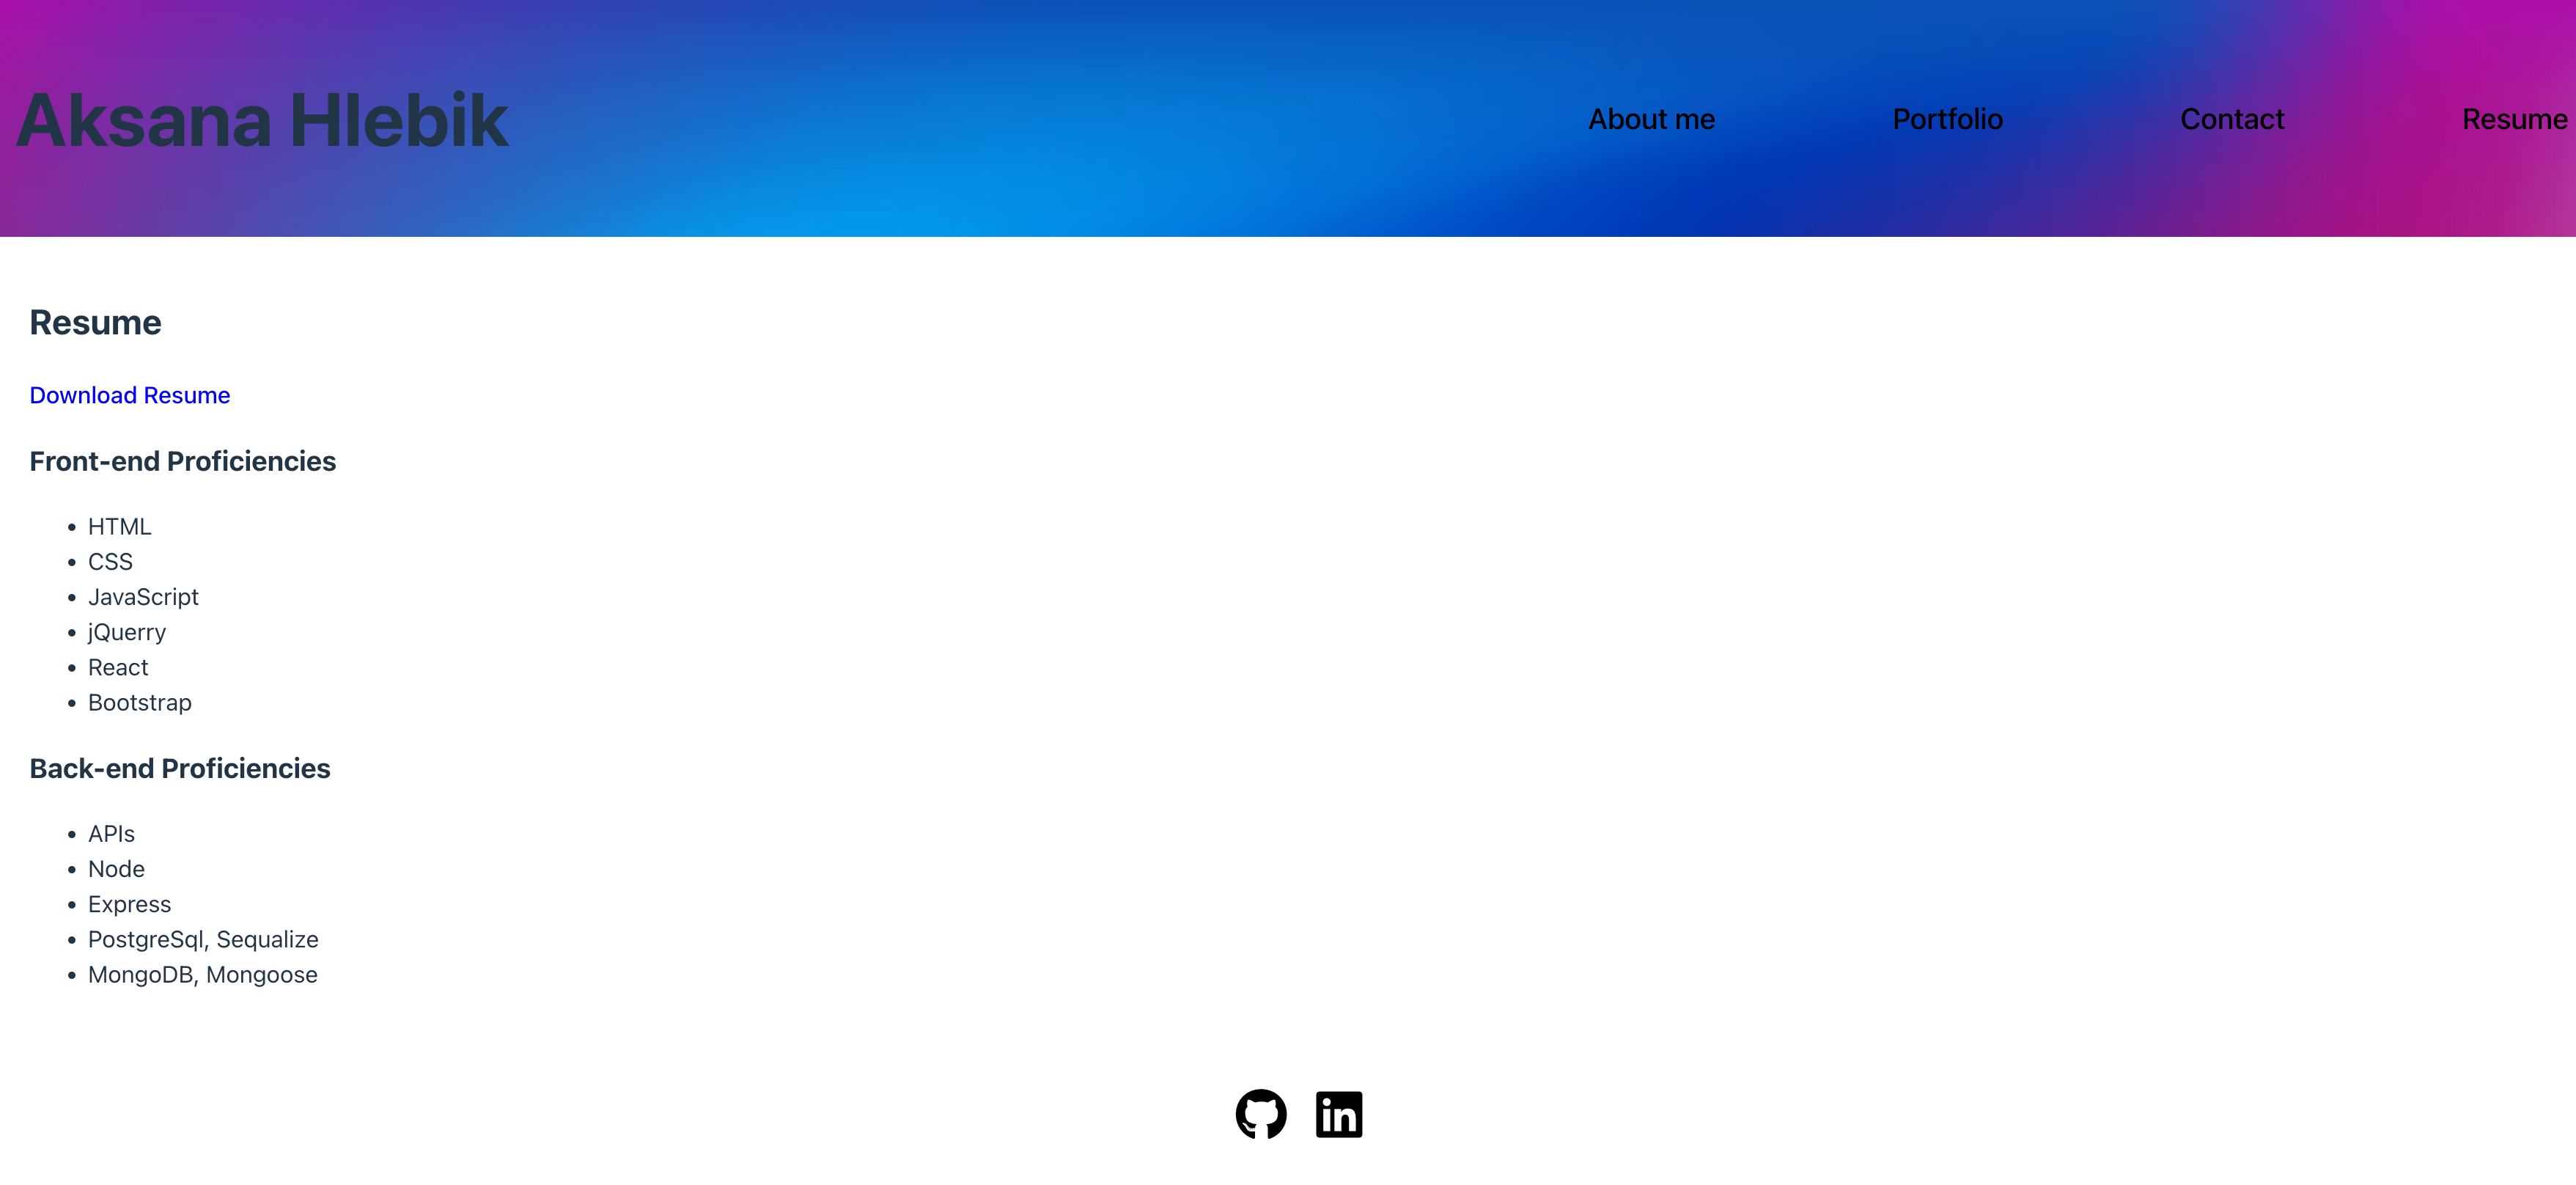 Aksana Hlebik
About me Portfolio Contact Resume
Resume
Download Resume
Front-end Proficiencies
• HTML
• CSS
• JavaScript
• jQuerry
• React
• Bootstrap
Back-end Proficiencies
• APIs
• Node
• Express
• PostgreSql, Sequalize
• MongoDB, Mongoose
in